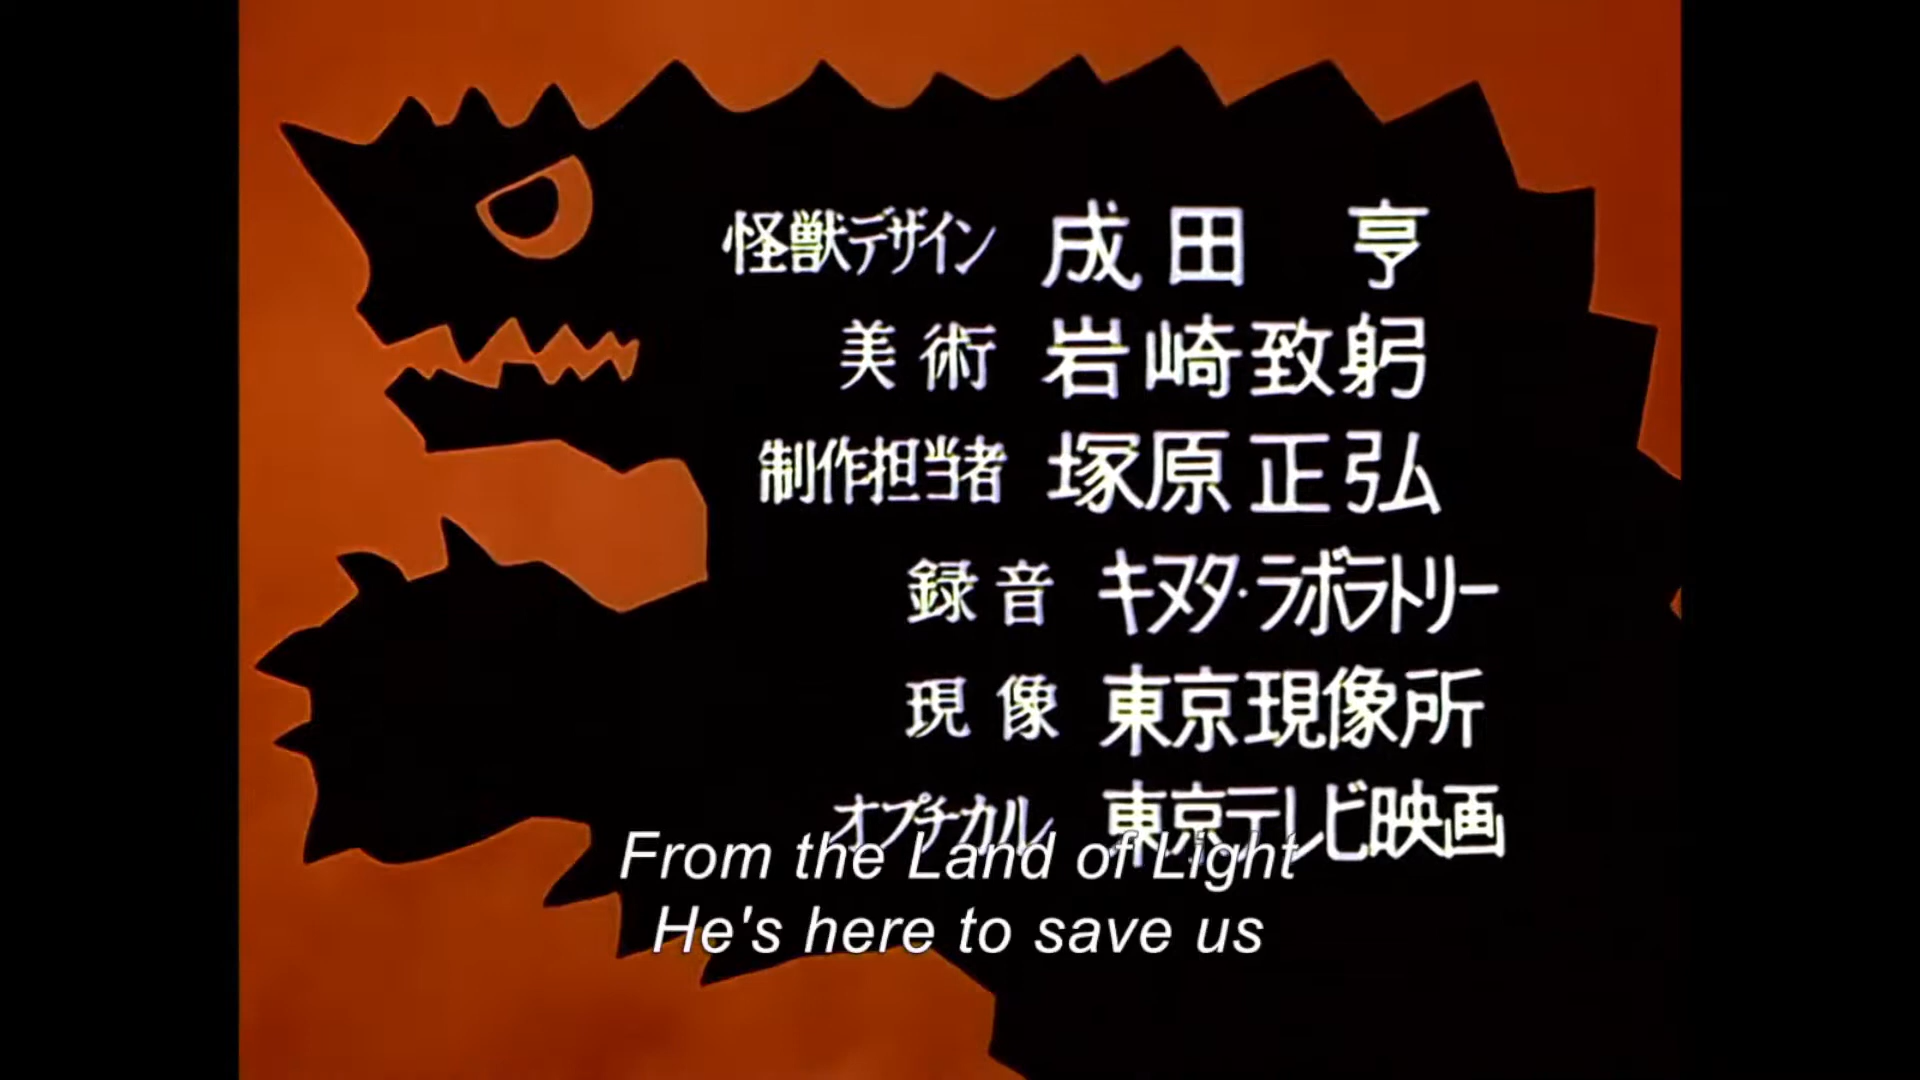 怪獣デザイン 成田 亨
美術 岩崎致躬
制作担当者 塚原正弘
録音 キヌタ・ラボラトリー
現像 東京現像所
オプチカル 東京テレビ映画
From the Land of Light
He's here to save us